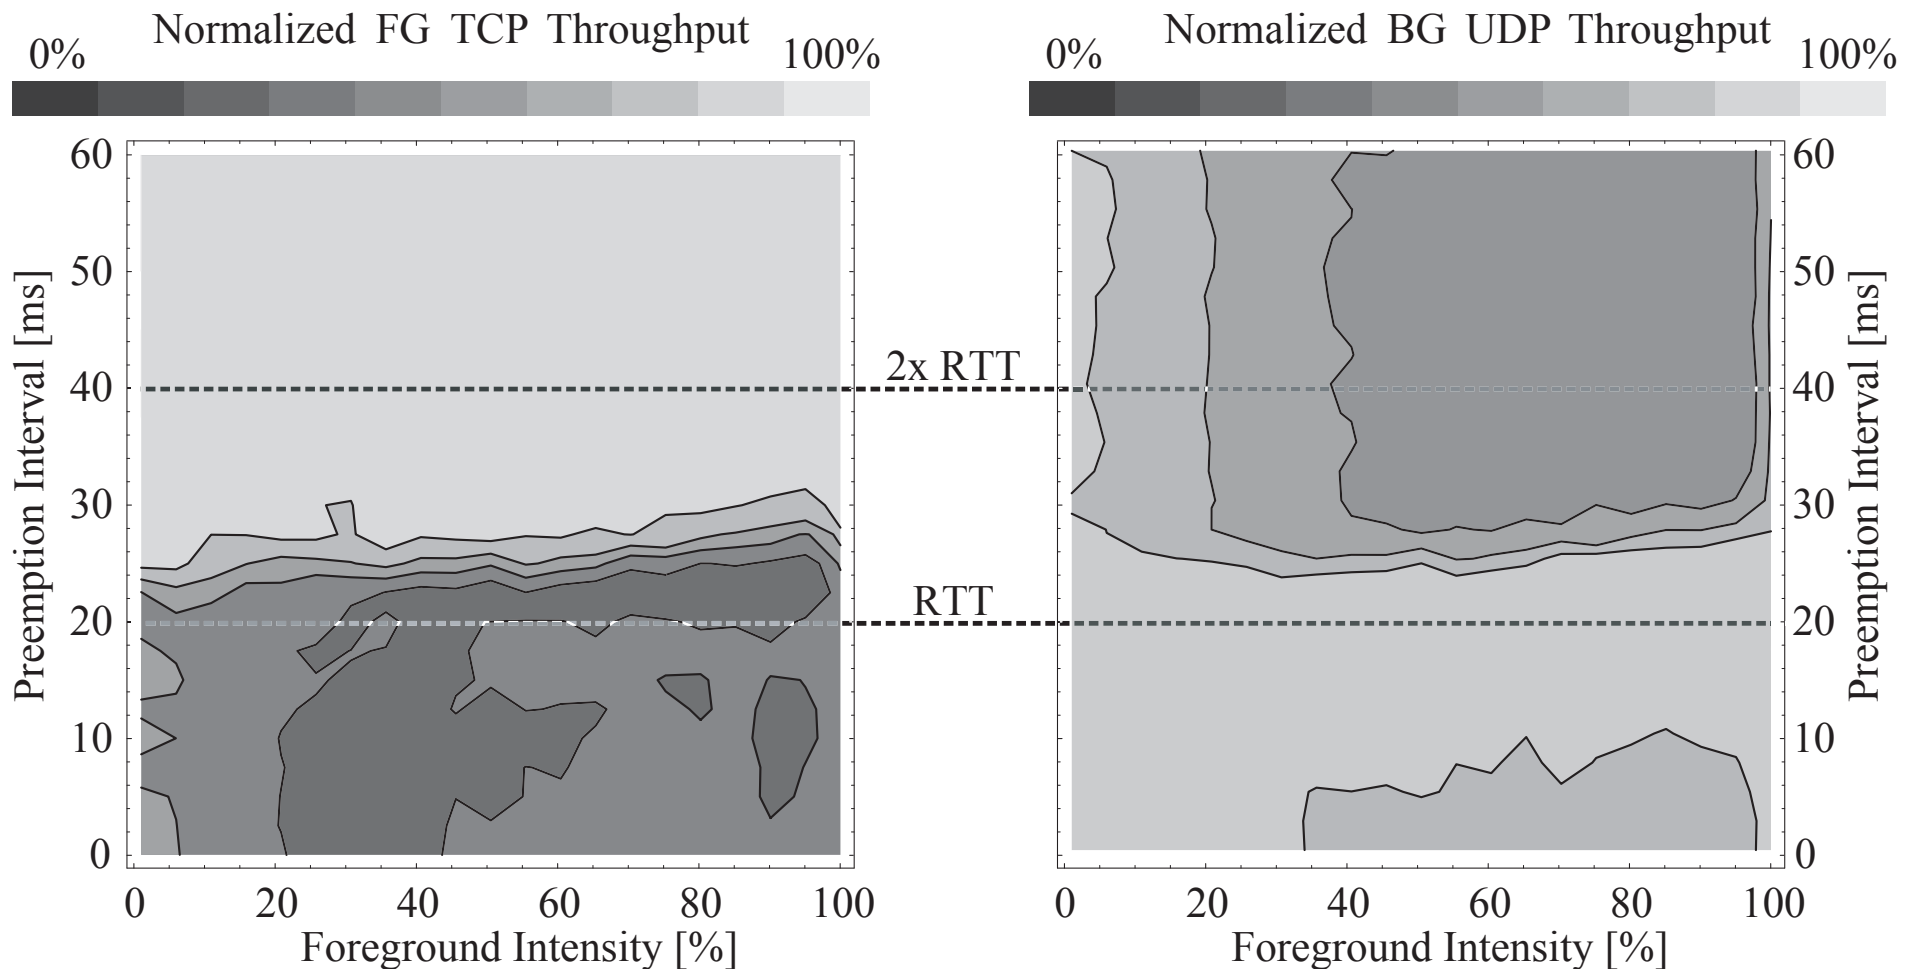 Normalized FG TCP Throughput
0% 100%
Normalized BG UDP Throughput
0% 100%
Preemption Interval [ms]
60
50
40
30
20
10
0
0 20 40 60 80 100
Foreground Intensity [%]
2x RTT
RTT
60
50
40
30
20
10
0
Preemption Interval [ms]
0 20 40 60 80 100
Foreground Intensity [%]